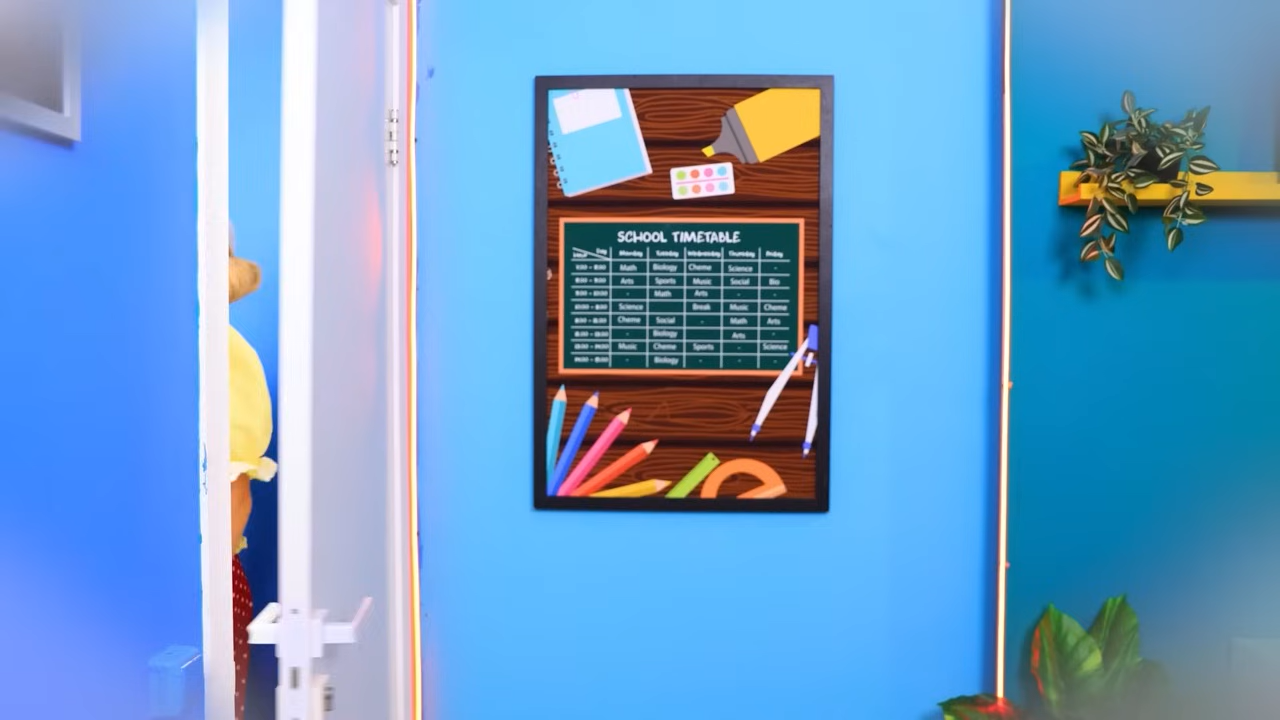 SCHOOL TIMETABLE
Day Monday Tuesday Wednesday Thursday Friday
Math Biology Cheme Science -
Arts Sports Music Social Bio
- Math Arts -
Science Break Music Cheme
Cheme Social - Math Arts
- Biology Arts -
Music Cheme Sports - Science
- Biology - - -